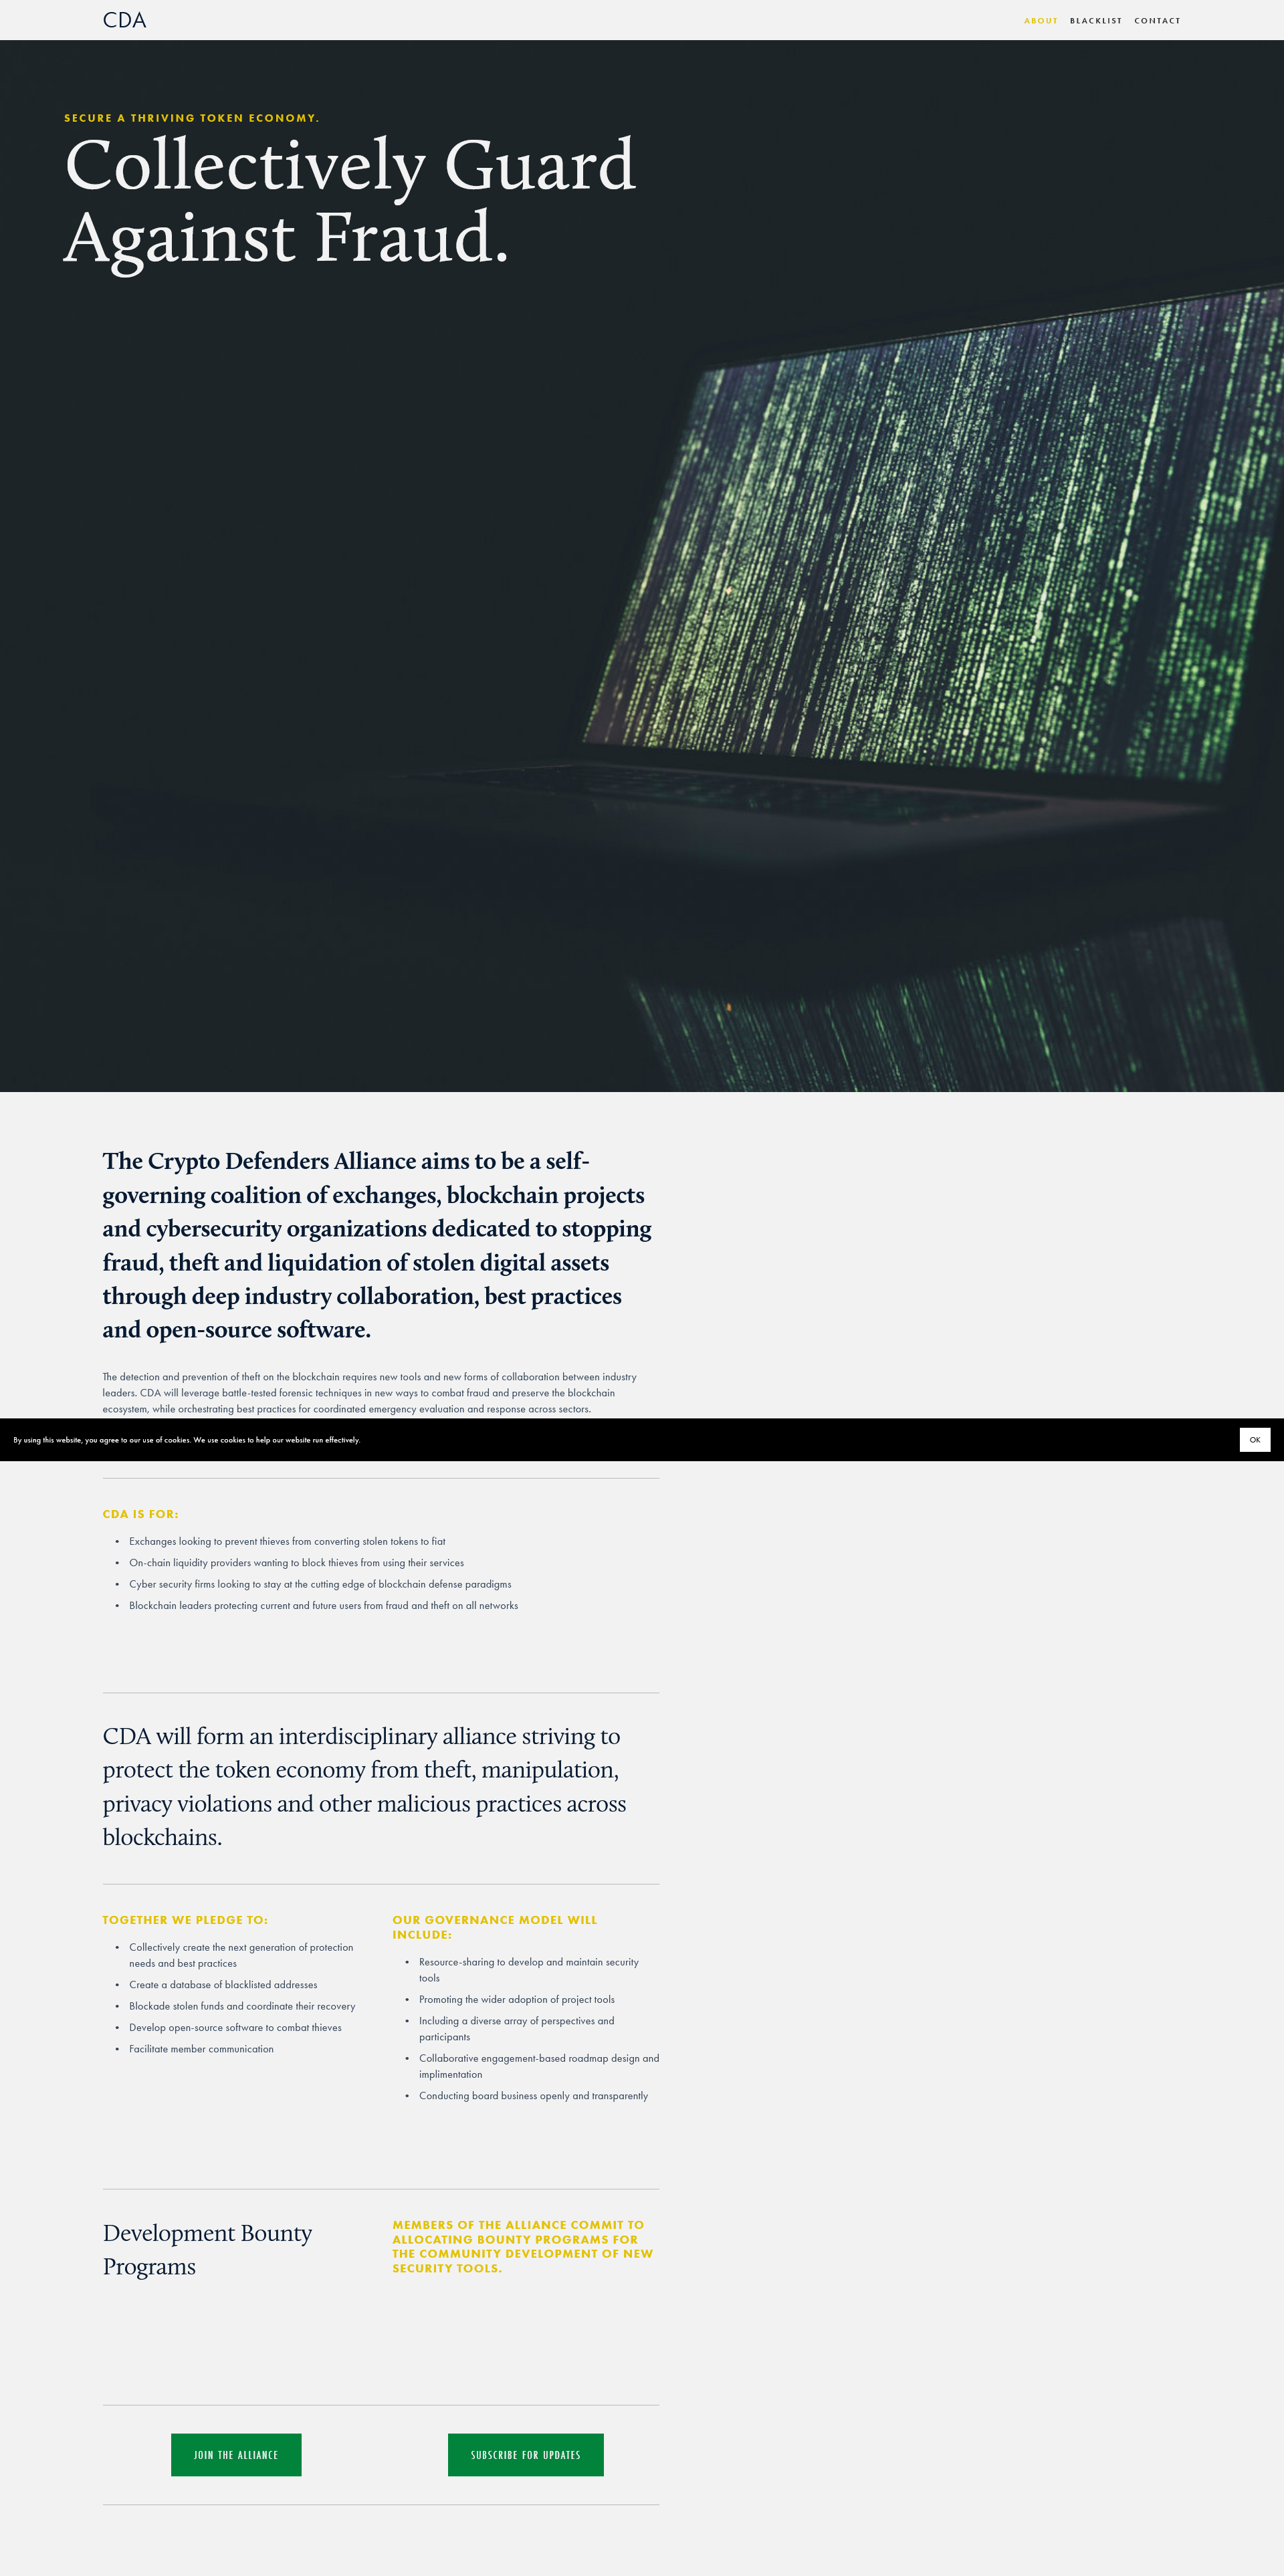 CDA
ABOUT BLACKLIST CONTACT
SECURE A THRIVING TOKEN ECONOMY.
Collectively Guard
Against Fraud.
The Crypto Defenders Alliance aims to be a self-
governing coalition of exchanges, blockchain projects
and cybersecurity organizations dedicated to stopping
fraud, theft and liquidation of stolen digital assets
through deep industry collaboration, best practices
and open-source software.
The detection and prevention of theft on the blockchain requires new tools and new forms of collaboration between industry
leaders. CDA will leverage battle-tested forensic techniques in new ways to combat fraud and preserve the blockchain
ecosystem, while orchestrating best practices for coordinated emergency evaluation and response across sectors.
By using this website, you agree to our use of cookies. We use cookies to help our website run effectively.
OK
CDA IS FOR:
• Exchanges looking to prevent thieves from converting stolen tokens to fiat
• On-chain liquidity providers wanting to block thieves from using their services
• Cyber security firms looking to stay at the cutting edge of blockchain defense paradigms
• Blockchain leaders protecting current and future users from fraud and theft on all networks
CDA will form an interdisciplinary alliance striving to
protect the token economy from theft, manipulation,
privacy violations and other malicious practices across
blockchains.
TOGETHER WE PLEDGE TO:
• Collectively create the next generation of protection
needs and best practices
• Create a database of blacklisted addresses
• Blockade stolen funds and coordinate their recovery
• Develop open-source software to combat thieves
• Facilitate member communication
OUR GOVERNANCE MODEL WILL
INCLUDE:
• Resource-sharing to develop and maintain security
tools
• Promoting the wider adoption of project tools
• Including a diverse array of perspectives and
participants
• Collaborative engagement-based roadmap design and
implimentation
• Conducting board business openly and transparently
Development Bounty
Programs
MEMBERS OF THE ALLIANCE COMMIT TO
ALLOCATING BOUNTY PROGRAMS FOR
THE COMMUNITY DEVELOPMENT OF NEW
SECURITY TOOLS.
JOIN THE ALLIANCE
SUBSCRIBE FOR UPDATES